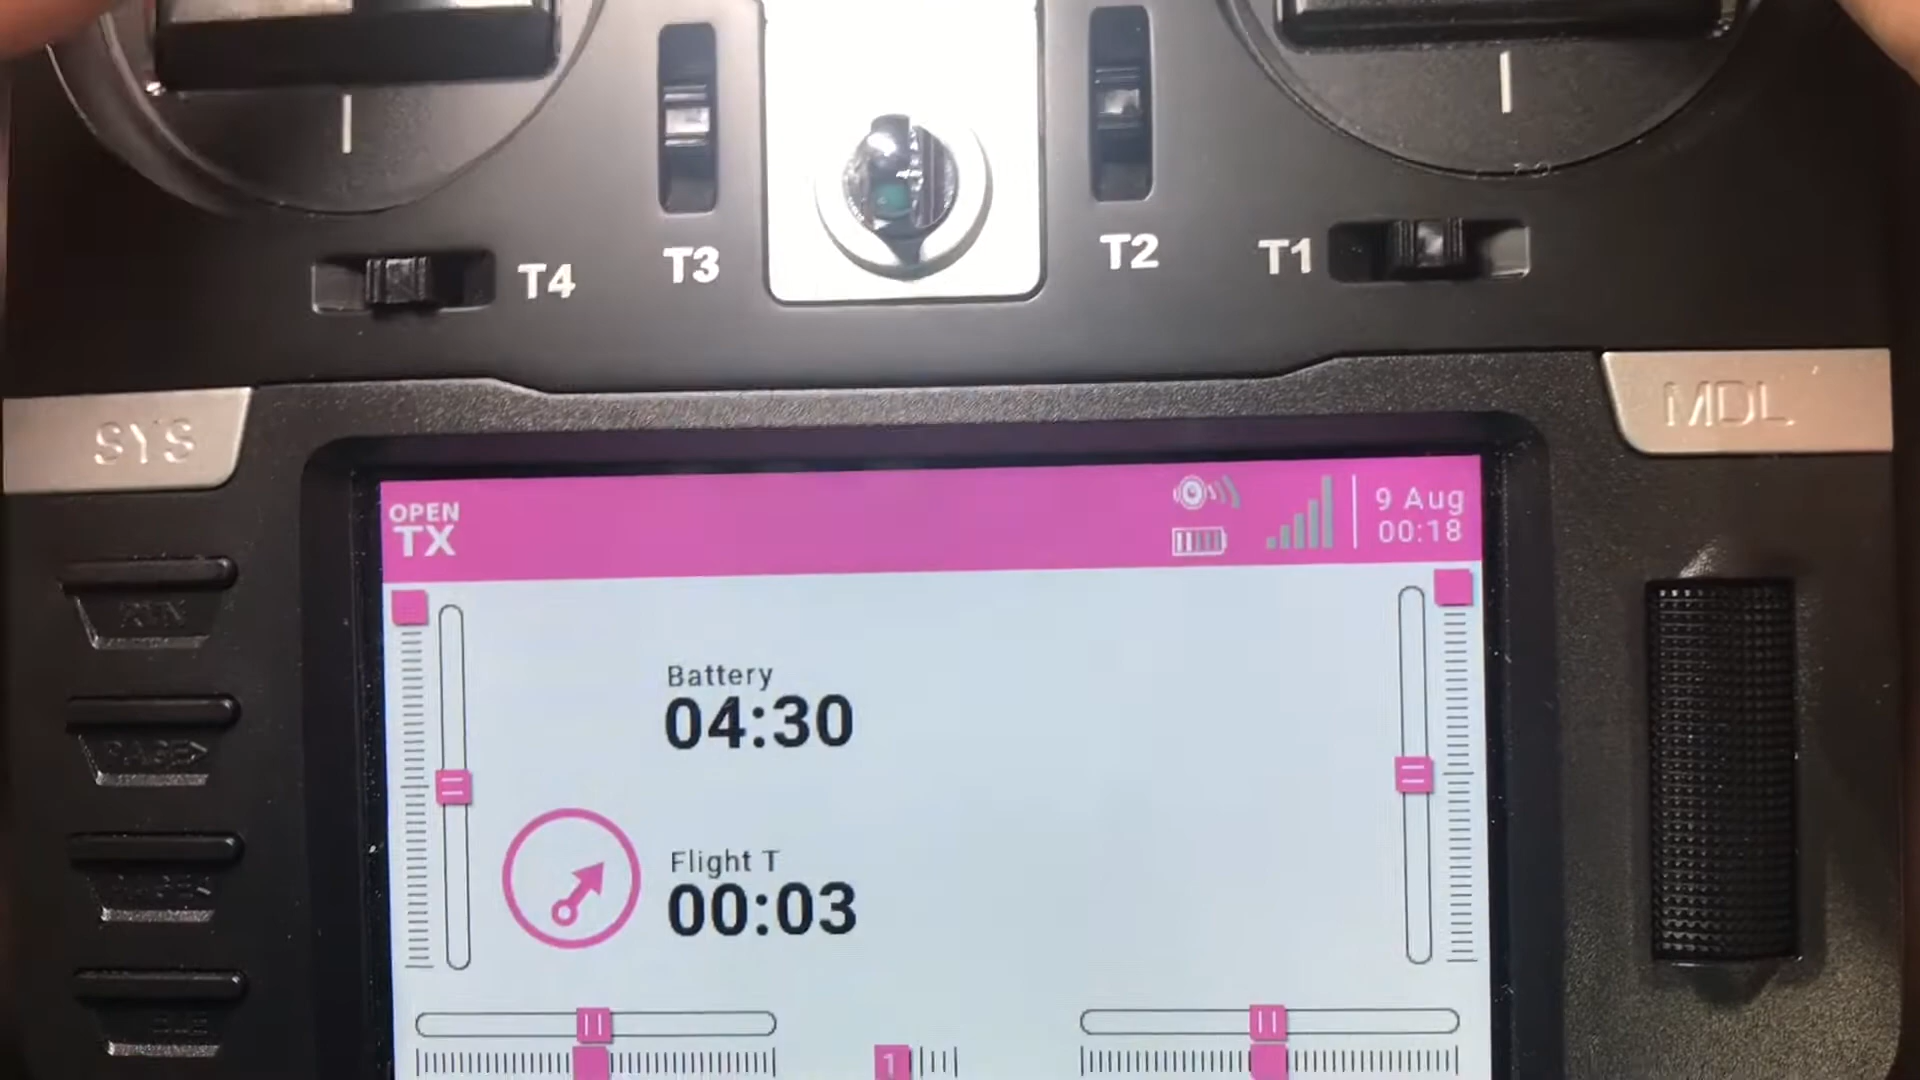 T4
T3
T2
T1
SYS
MDL
OPEN
TX
9 Aug
00:18
Battery
04:30
Flight T
00:03
PAGE>
1